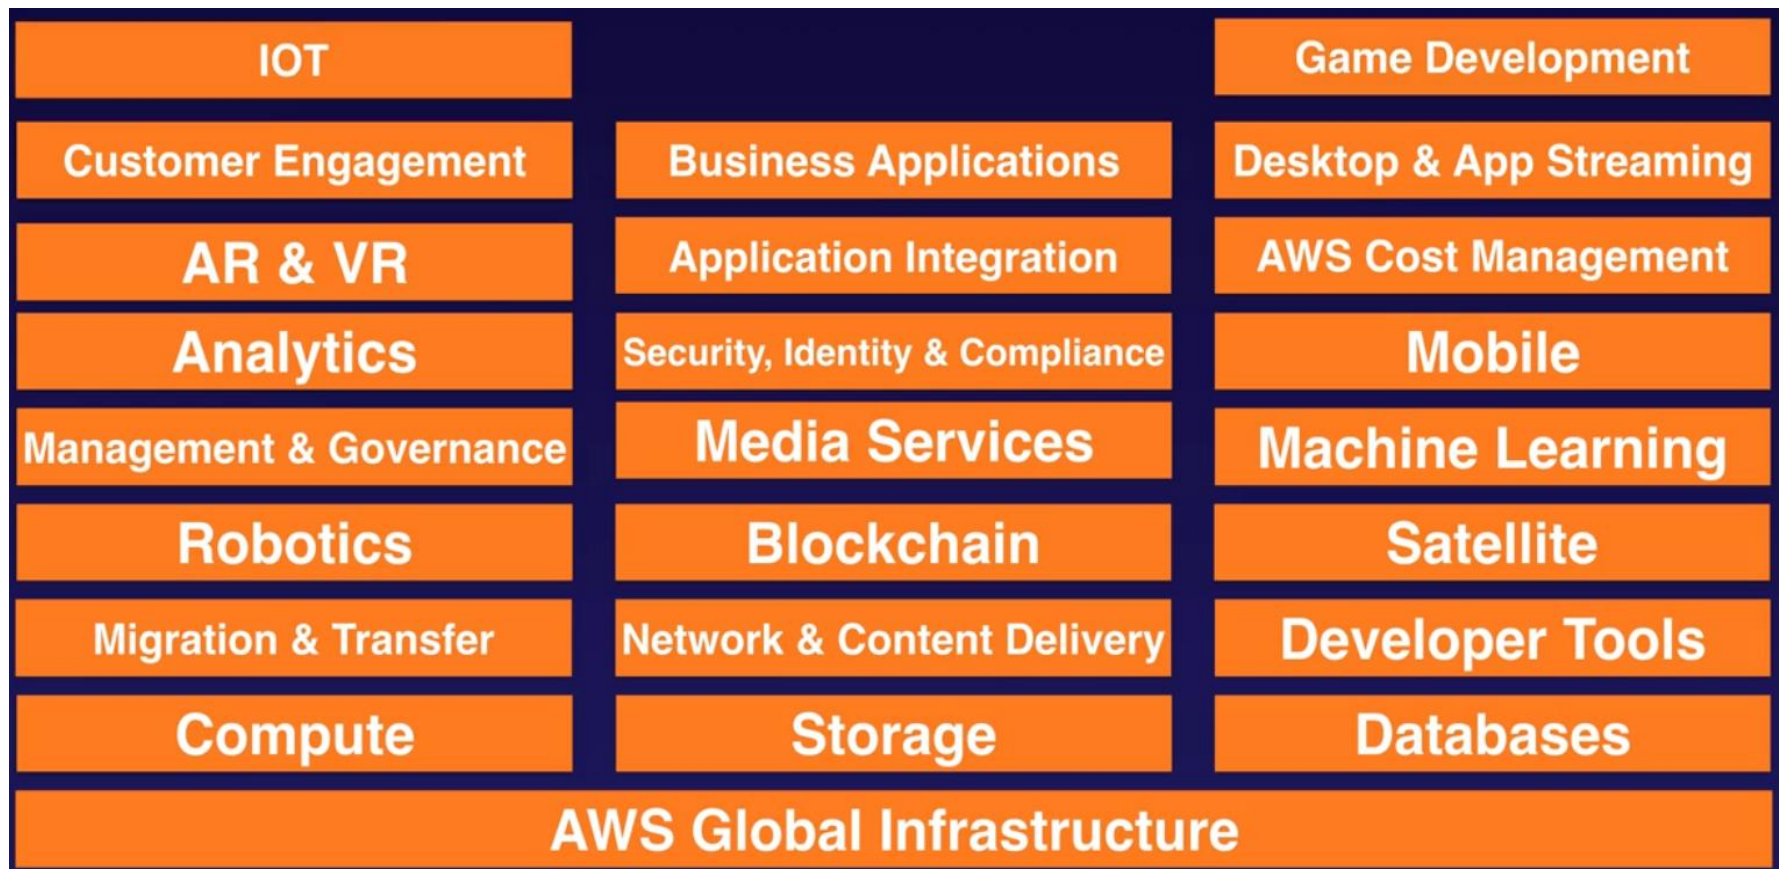 IOT
Game Development
Customer Engagement
Business Applications
Desktop & App Streaming
AR & VR
Application Integration
AWS Cost Management
Analytics
Security, Identity & Compliance
Mobile
Management & Governance
Media Services
Machine Learning
Robotics
Blockchain
Satellite
Migration & Transfer
Network & Content Delivery
Developer Tools
Compute
Storage
Databases
AWS Global Infrastructure